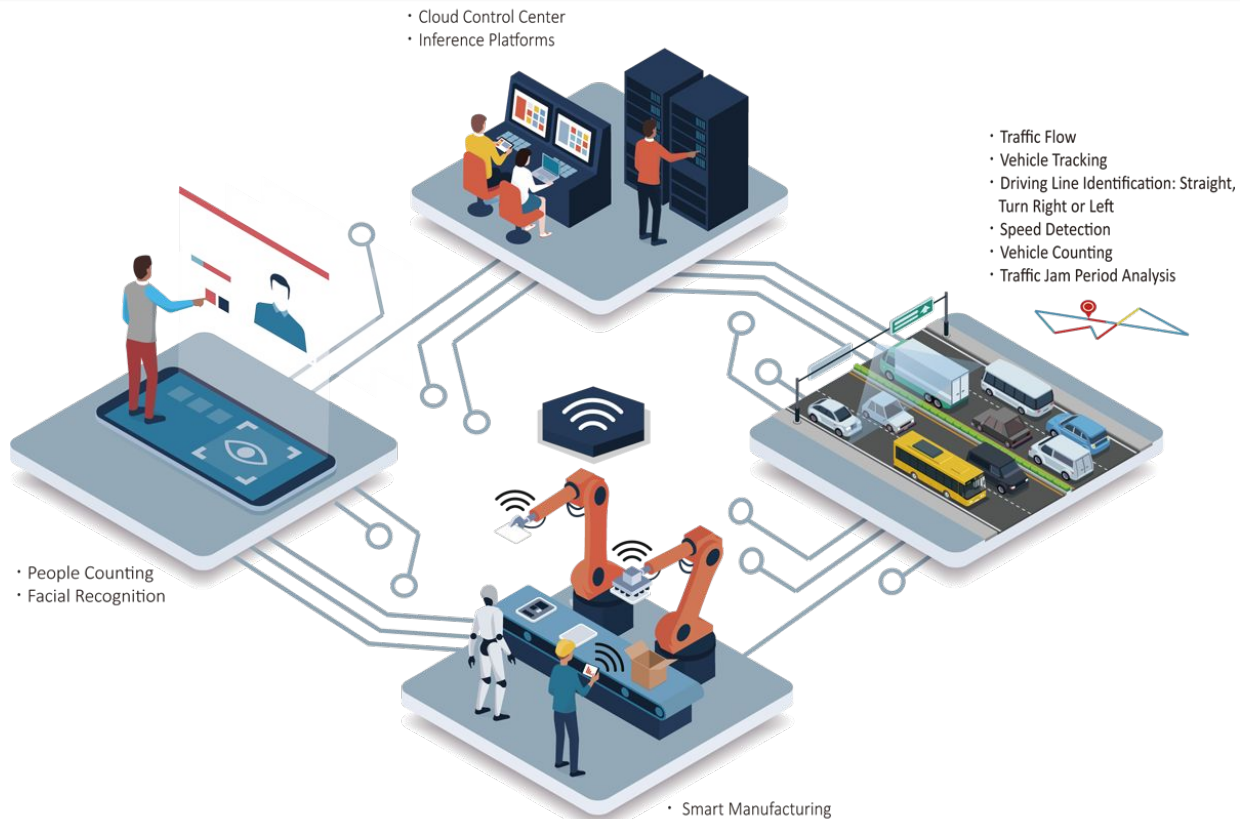 · Cloud Control Center
· Inference Platforms
· Traffic Flow
· Vehicle Tracking
· Driving Line Identification: Straight,
Turn Right or Left
· Speed Detection
· Vehicle Counting
· Traffic Jam Period Analysis
· People Counting
· Facial Recognition
· Smart Manufacturing